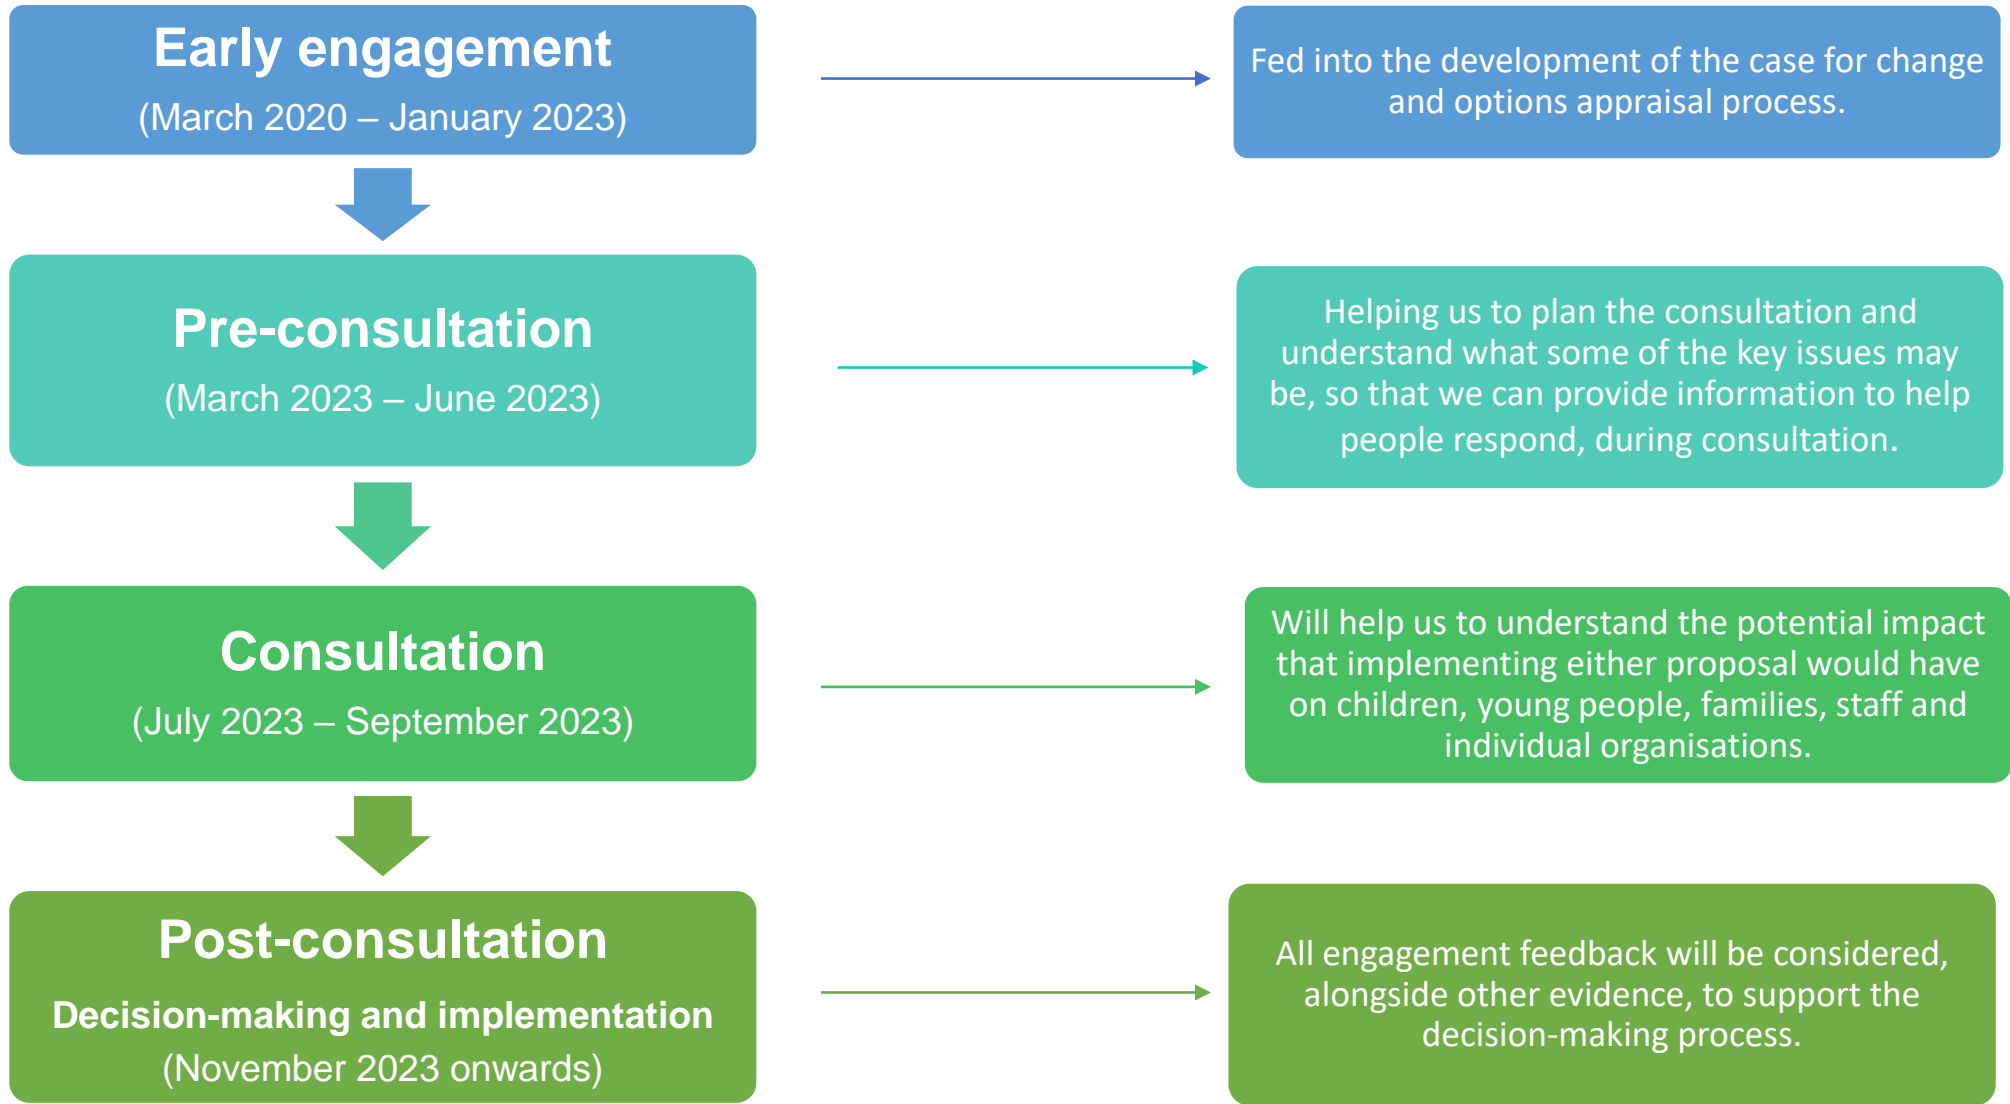 Early engagement
(March 2020 – January 2023)
Fed into the development of the case for change
and options appraisal process.
Pre-consultation
(March 2023 – June 2023)
Helping us to plan the consultation and
understand what some of the key issues may
be, so that we can provide information to help
people respond, during consultation.
Consultation
(July 2023 – September 2023)
Will help us to understand the potential impact
that implementing either proposal would have
on children, young people, families, staff and
individual organisations.
Post-consultation
Decision-making and implementation
(November 2023 onwards)
All engagement feedback will be considered,
alongside other evidence, to support the
decision-making process.